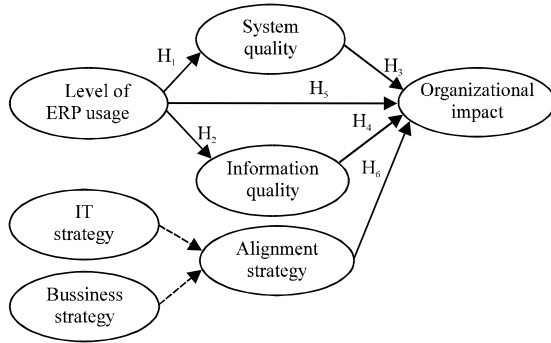 System
quality
H1
H3
Level of
ERP usage
H5
Organizational
impact
H2
H4
Information
quality
H6
IT
strategy
Alignment
strategy
Bussiness
strategy